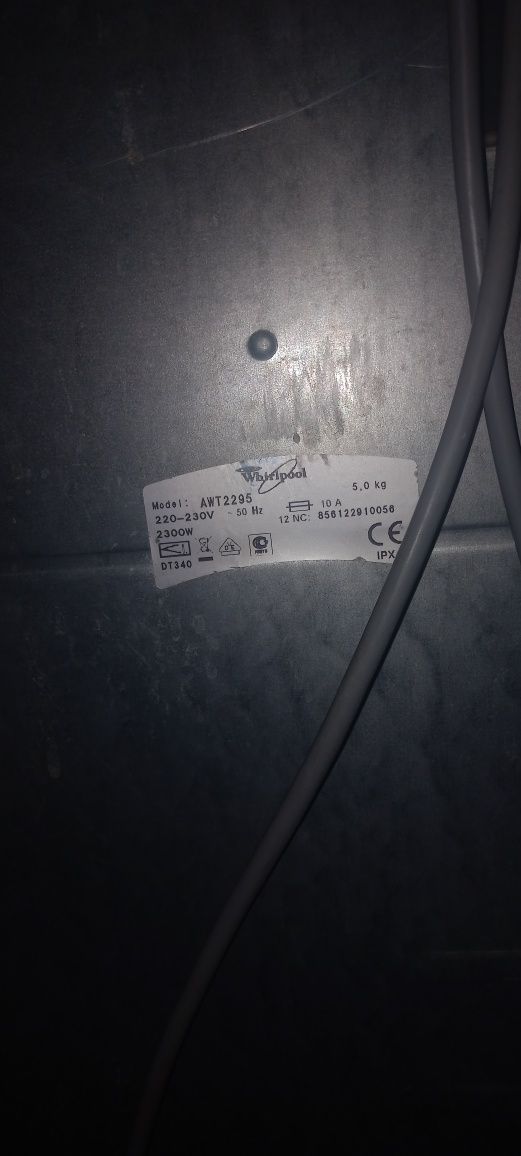 Whirlpool
Model: AWT2295 5,0 kg
220-230V ~ 50 Hz 10 A
2300W 12 NC: 856122910056
CE
DT340 IPX